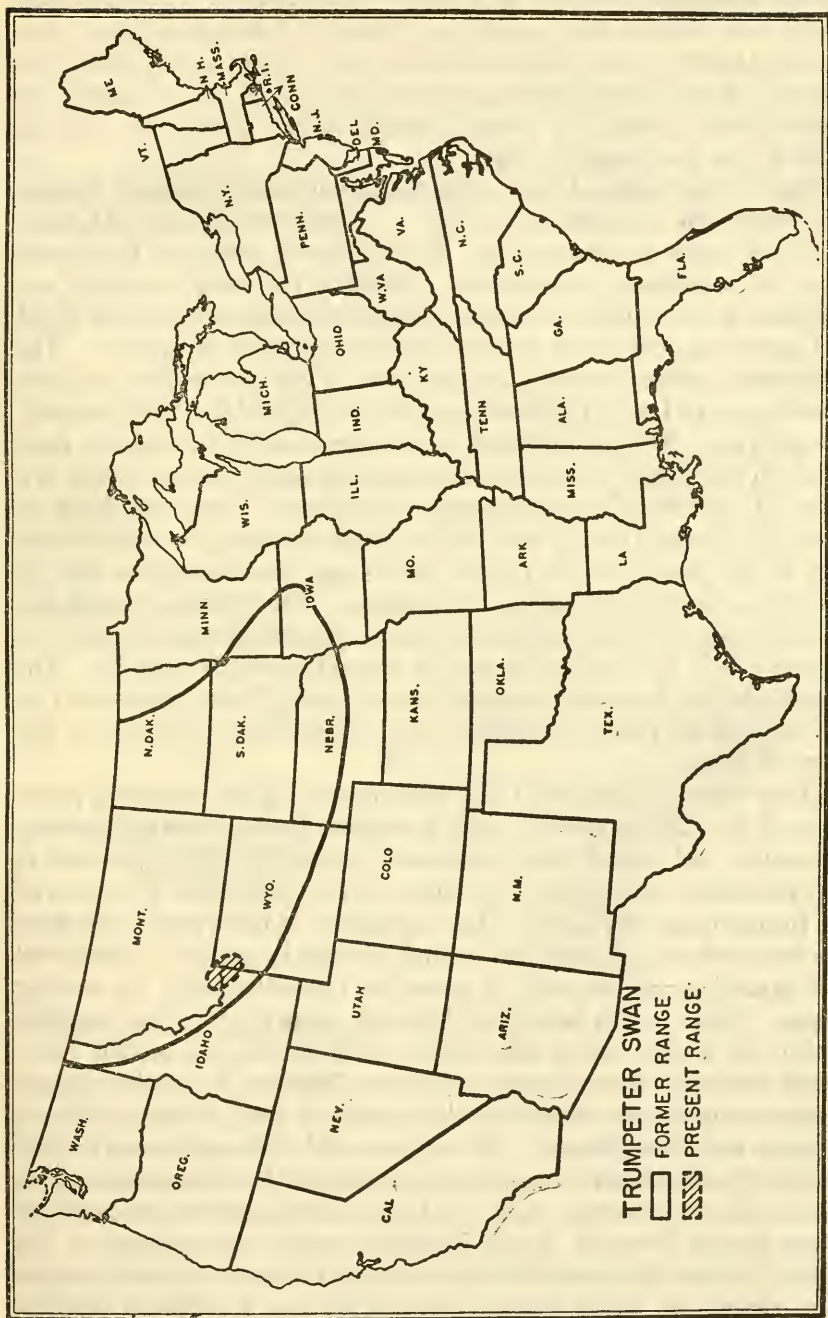 WASH.
OREG.
CAL
NEV.
IDAHO
MONT.
WYO.
UTAH
ARIZ.
COLO
N.M.
N.DAK.
S.DAK.
NEBR.
KANS.
OKLA.
TEX.
MINN
IOWA
MO.
ARK
LA
WIS.
ILL.
MICH.
IND.
OHIO
KY
TENN
MISS.
ALA.
GA.
FLA.
S.C.
N.C.
VA.
W.VA
PENN.
N.Y.
VT.
ME
N H.
MASS.
R.I.
CONN
N.J.
DEL
MD.
TRUMPETER SWAN
FORMER RANGE
PRESENT RANGE